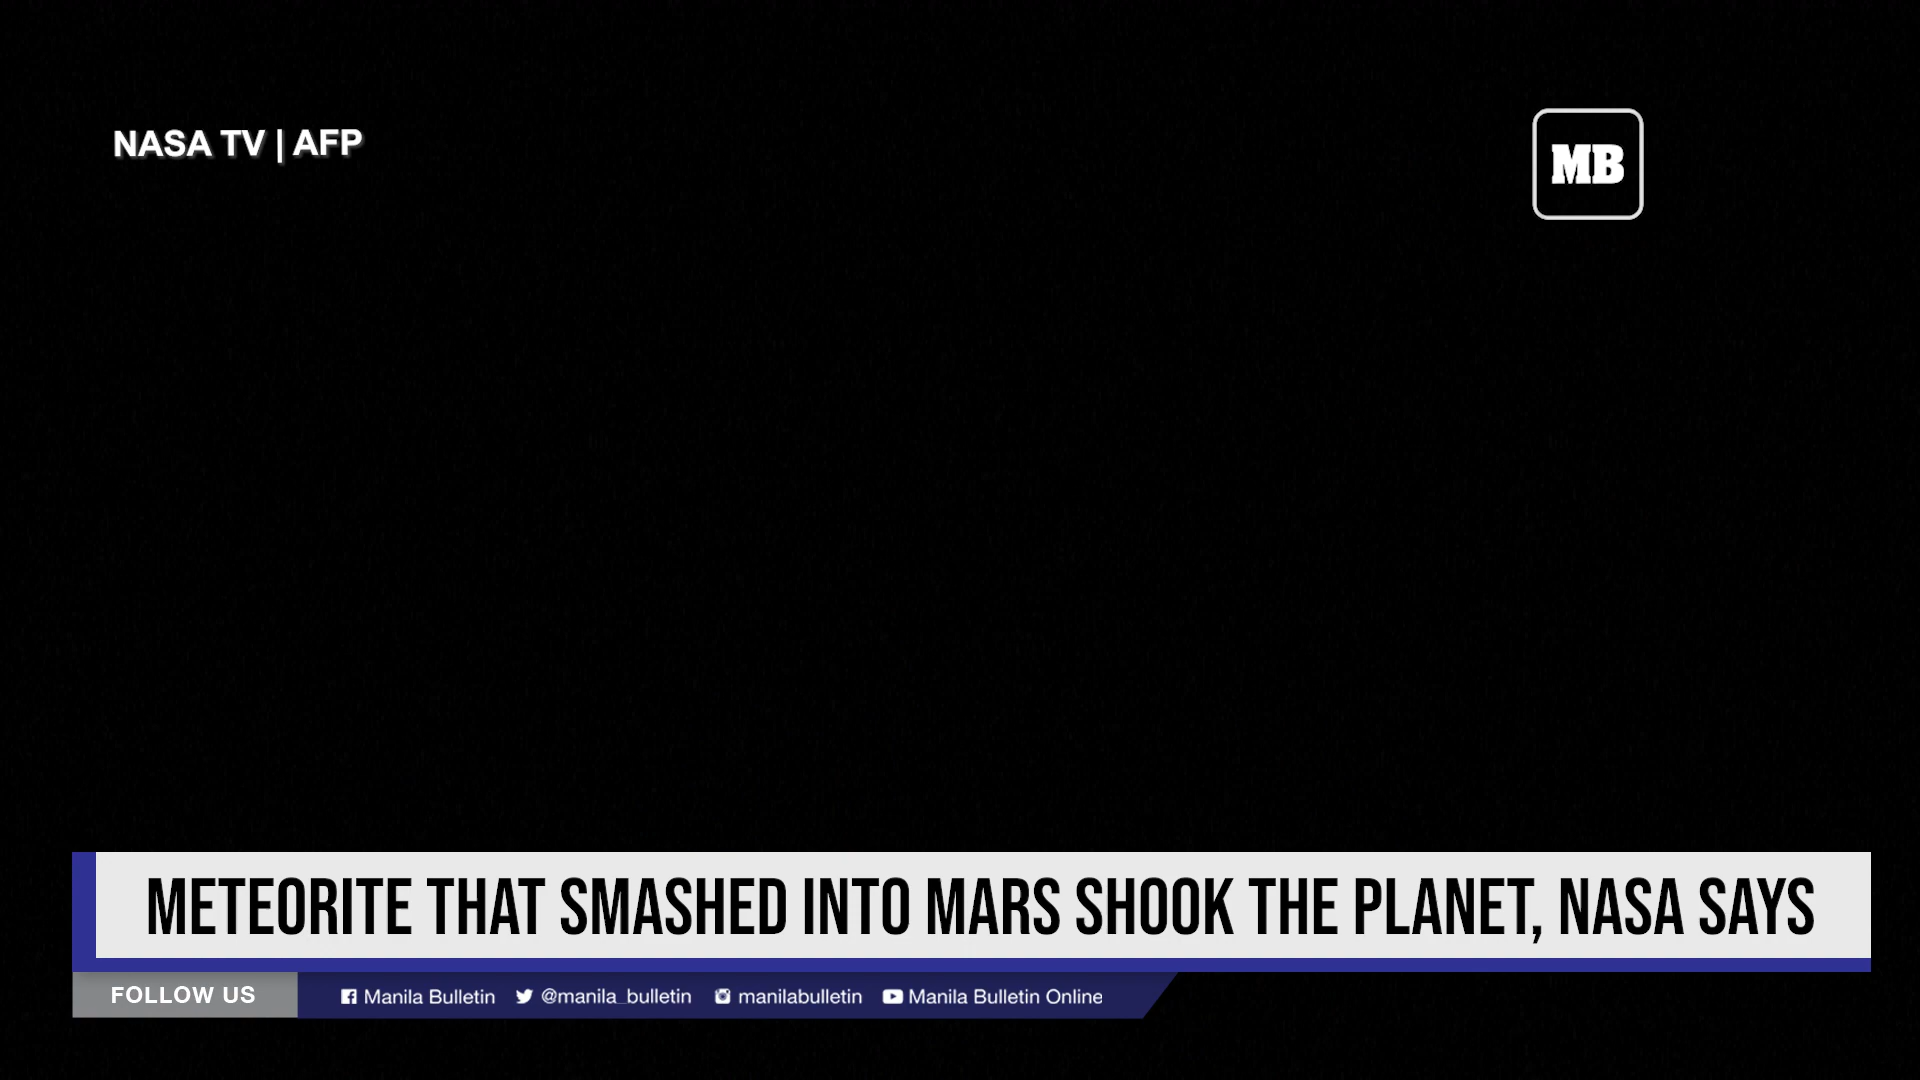 NASA TV | AFP
MB
METEORITE THAT SMASHED INTO MARS SHOOK THE PLANET, NASA SAYS
FOLLOW US
Manila Bulletin @manila_bulletin manilabulletin Manila Bulletin Online